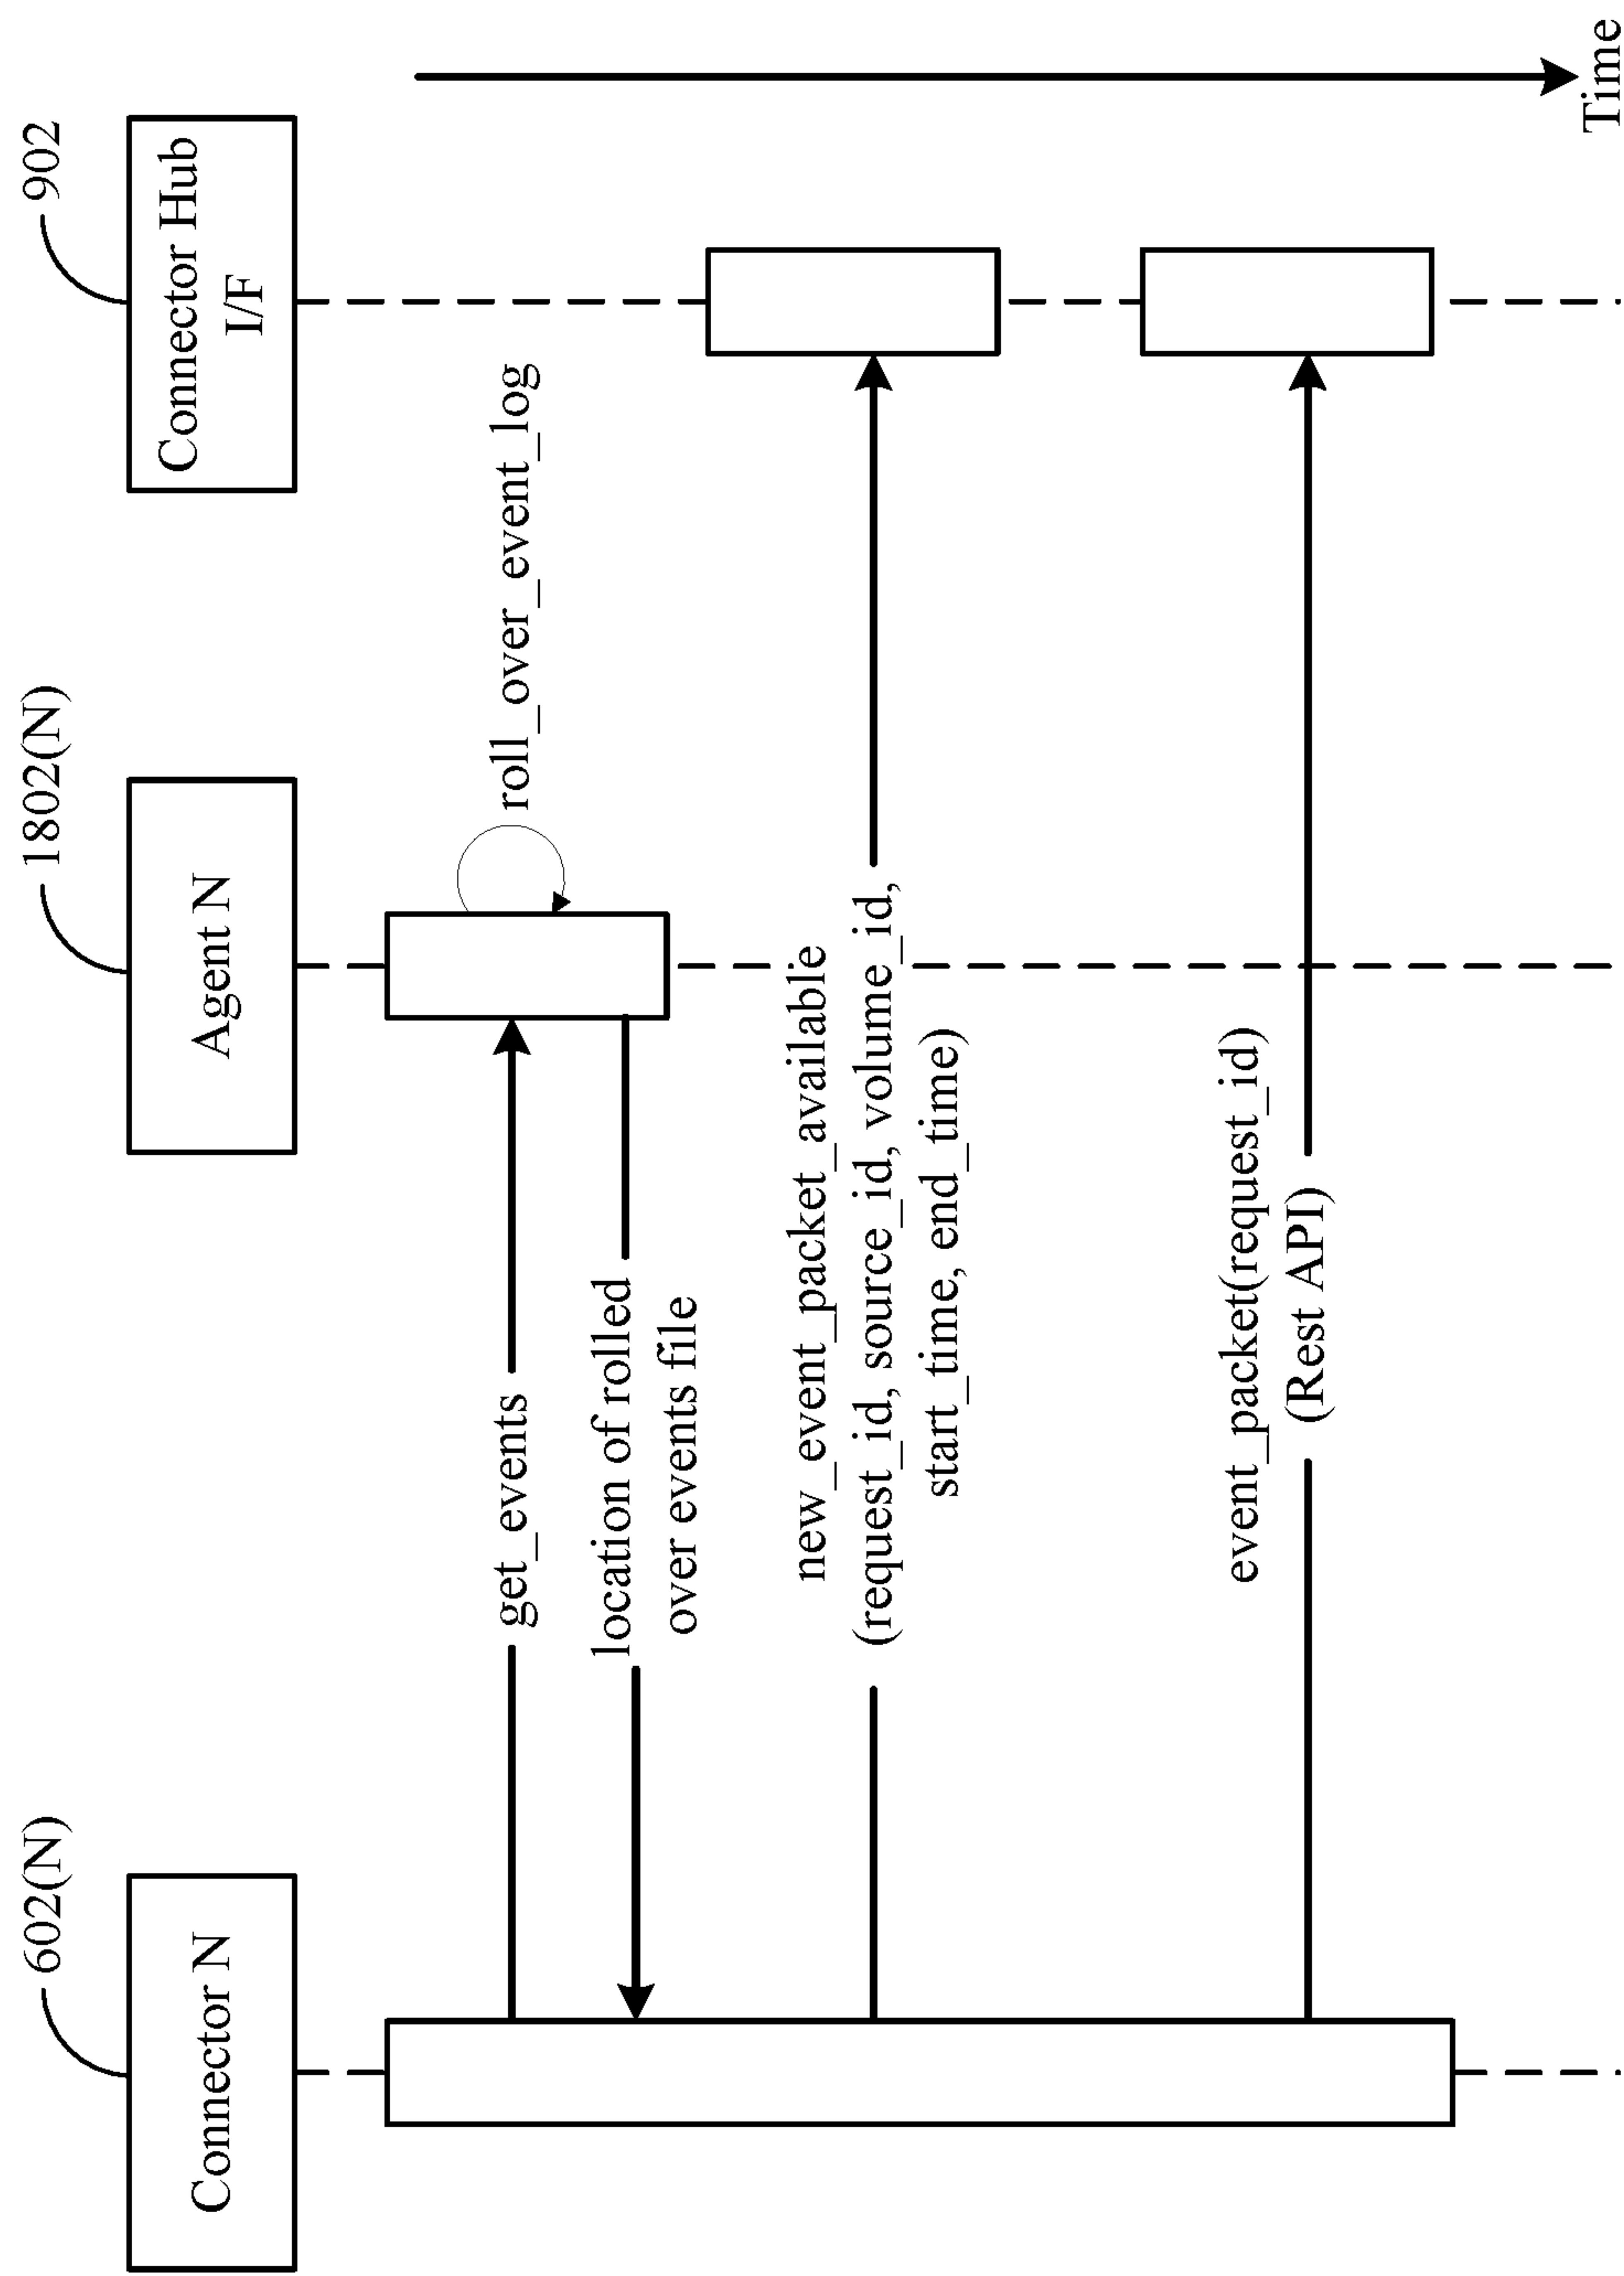 602(N)
1802(N)
902
Connector N
Agent N
Connector Hub
I/F
get_events
roll_over_event_log
location of rolled
over events file
new_event_packet_available
(request_id, source_id, volume_id,
start_time, end_time)
event_packet(request_id)
(Rest API)
Time